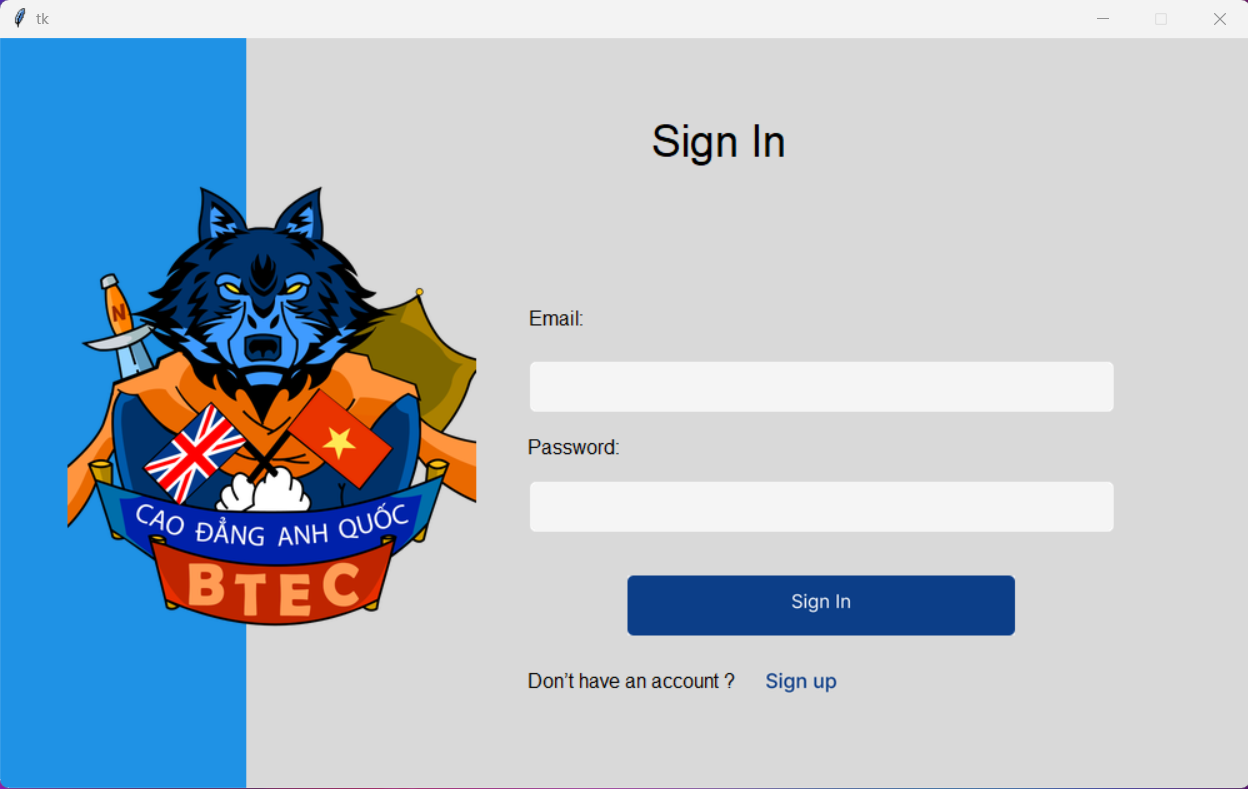 tk
Sign In
N
Email:
Password:
CAO ĐẲNG ANH QUỐC
BTEC
Sign In
Don’t have an account ? Sign up